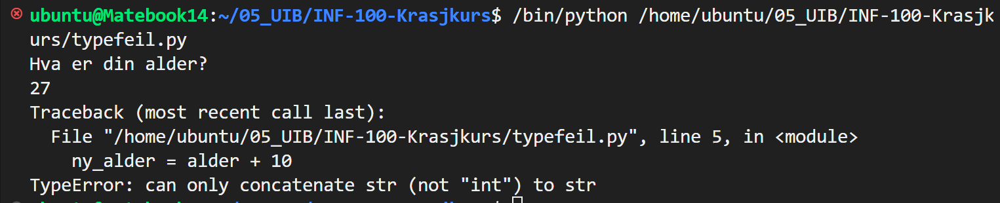 ubuntu@Matebook14:~/05_UIB/INF-100-Krasjkurs$ /bin/python /home/ubuntu/05_UIB/INF-100-Krasjk
urs/typefeil.py
Hva er din alder?
27
Traceback (most recent call last):
  File "/home/ubuntu/05_UIB/INF-100-Krasjkurs/typefeil.py", line 5, in <module>
    ny_alder = alder + 10
TypeError: can only concatenate str (not "int") to str